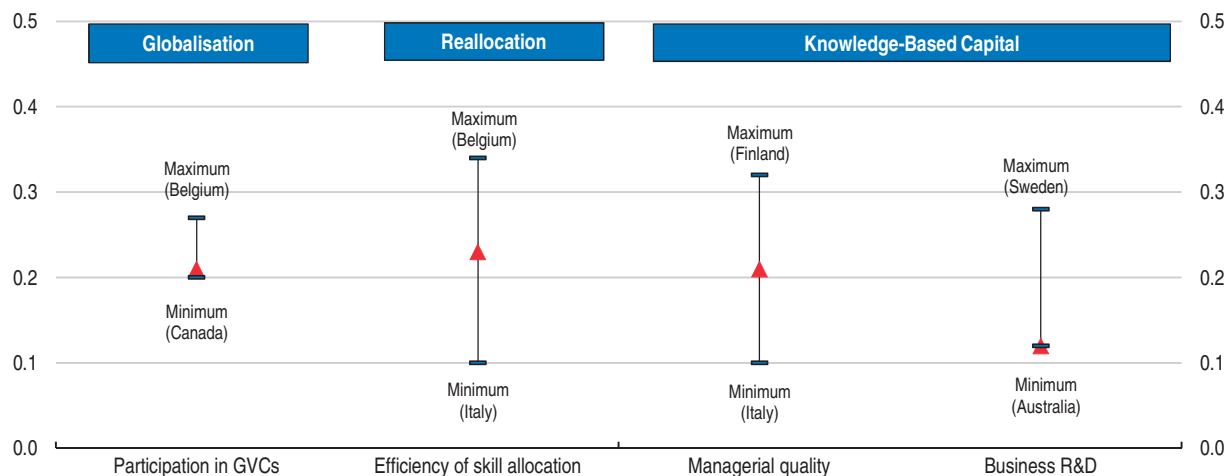 0.5
0.5
Globalisation
Reallocation
Knowledge-Based Capital
0.4
0.4
Maximum
(Belgium)
Maximum
(Belgium)
Maximum
(Finland)
Maximum
(Sweden)
0.3
0.3
0.2
0.2
Minimum
(Canada)
0.1
0.1
Minimum
(Italy)
Minimum
(Italy)
Minimum
(Australia)
0.0
0.0
Participation in GVCs
Efficiency of skill allocation
Managerial quality
Business R&D